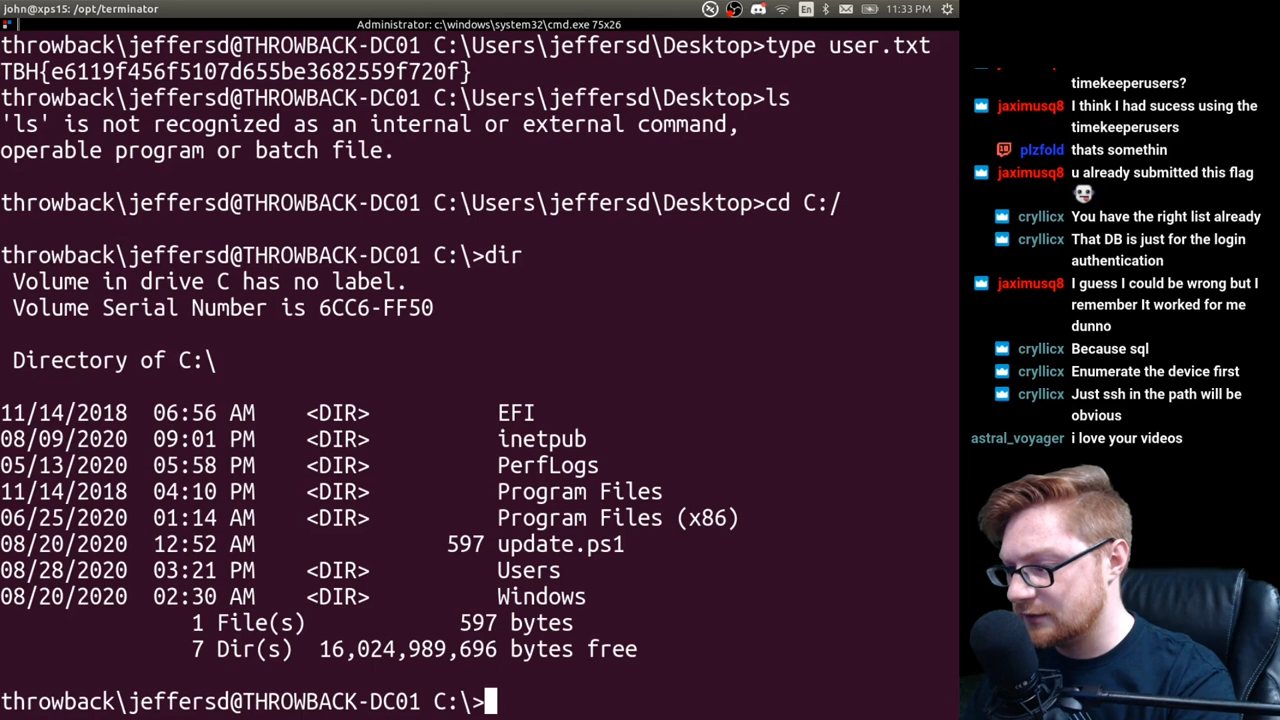 john@xps15: /opt/terminator
En
11:33 PM
Administrator: c:\windows\system32\cmd.exe 75x26
throwback\jeffersd@THROWBACK-DC01 C:\Users\jeffersd\Desktop>type user.txt
TBH{e6119f456f5107d655be3682559f720f}
throwback\jeffersd@THROWBACK-DC01 C:\Users\jeffersd\Desktop>ls
'ls' is not recognized as an internal or external command,
operable program or batch file.
throwback\jeffersd@THROWBACK-DC01 C:\Users\jeffersd\Desktop>cd C:/
throwback\jeffersd@THROWBACK-DC01 C:\>dir
Volume in drive C has no label.
Volume Serial Number is 6CC6-FF50
Directory of C:\
11/14/2018 06:56 AM <DIR> EFI
08/09/2020 09:01 PM <DIR> inetpub
05/13/2020 05:58 PM <DIR> PerfLogs
11/14/2018 04:10 PM <DIR> Program Files
06/25/2020 01:14 AM <DIR> Program Files (x86)
08/20/2020 12:52 AM 597 update.ps1
08/28/2020 03:21 PM <DIR> Users
08/20/2020 02:30 AM <DIR> Windows
1 File(s) 597 bytes
7 Dir(s) 16,024,989,696 bytes free
throwback\jeffersd@THROWBACK-DC01 C:\>
timekeeperusers?
jaximusq8 I think I had sucess using the
timekeeperusers
18 plzfold thats somethin
jaximusq8 u already submitted this flag
cryllicx You have the right list already
cryllicx That DB is just for the login
authentication
jaximusq8 I guess I could be wrong but I
remember It worked for me
dunno
cryllicx Because sql
cryllicx Enumerate the device first
cryllicx Just ssh in the path will be
obvious
astral_voyager i love your videos